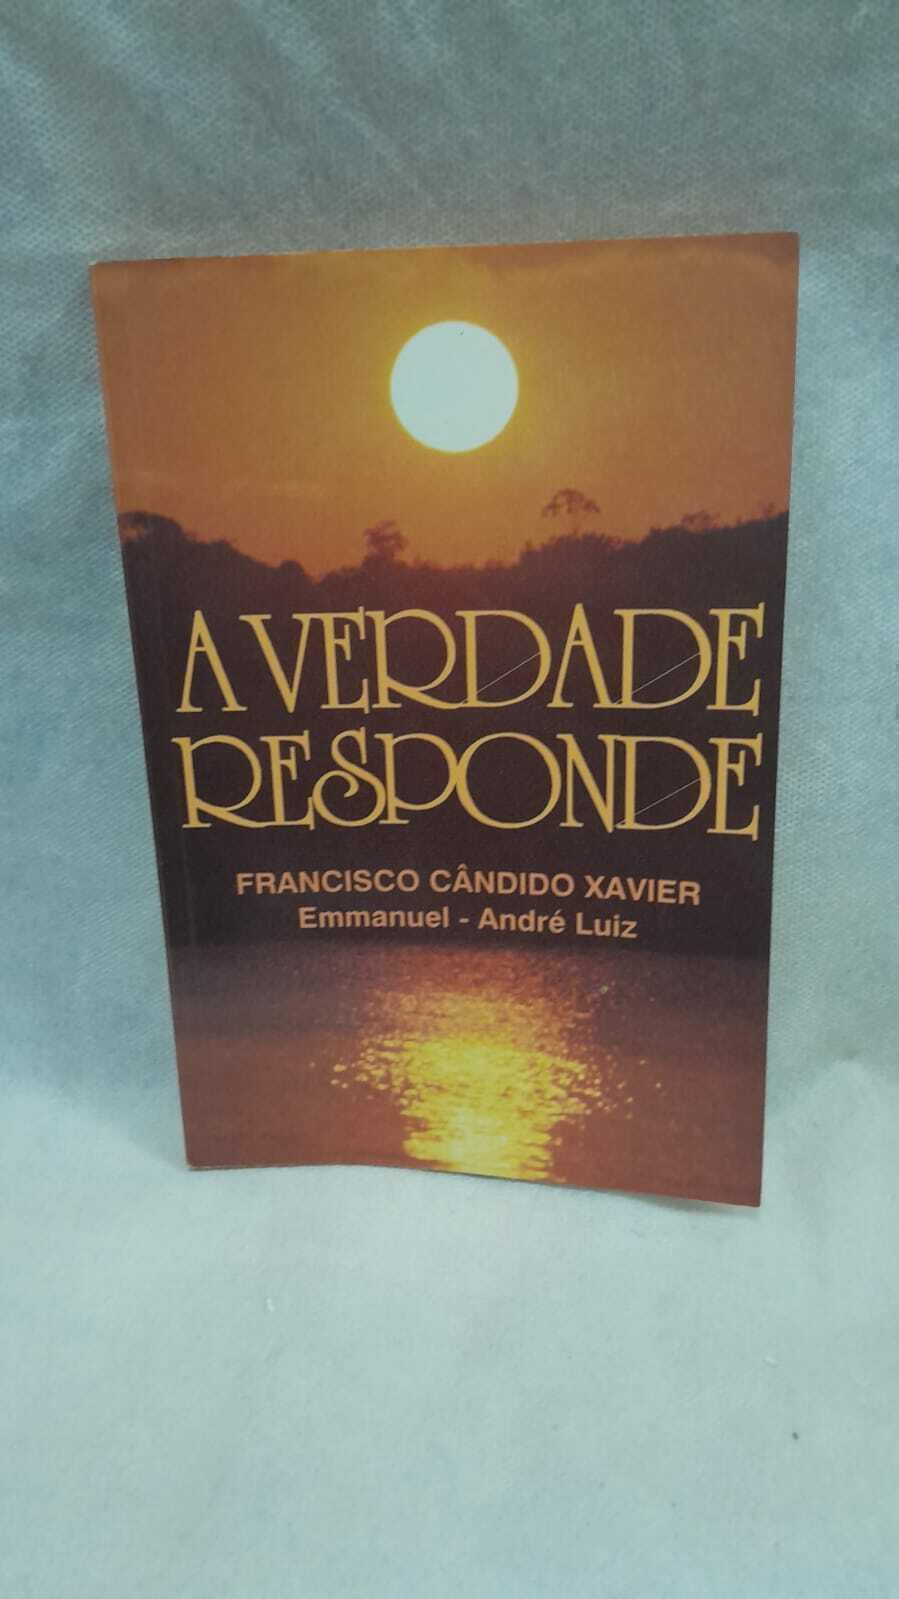 A VERDADE
RESPONDE
FRANCISCO CÂNDIDO XAVIER
Emmanuel - André Luiz